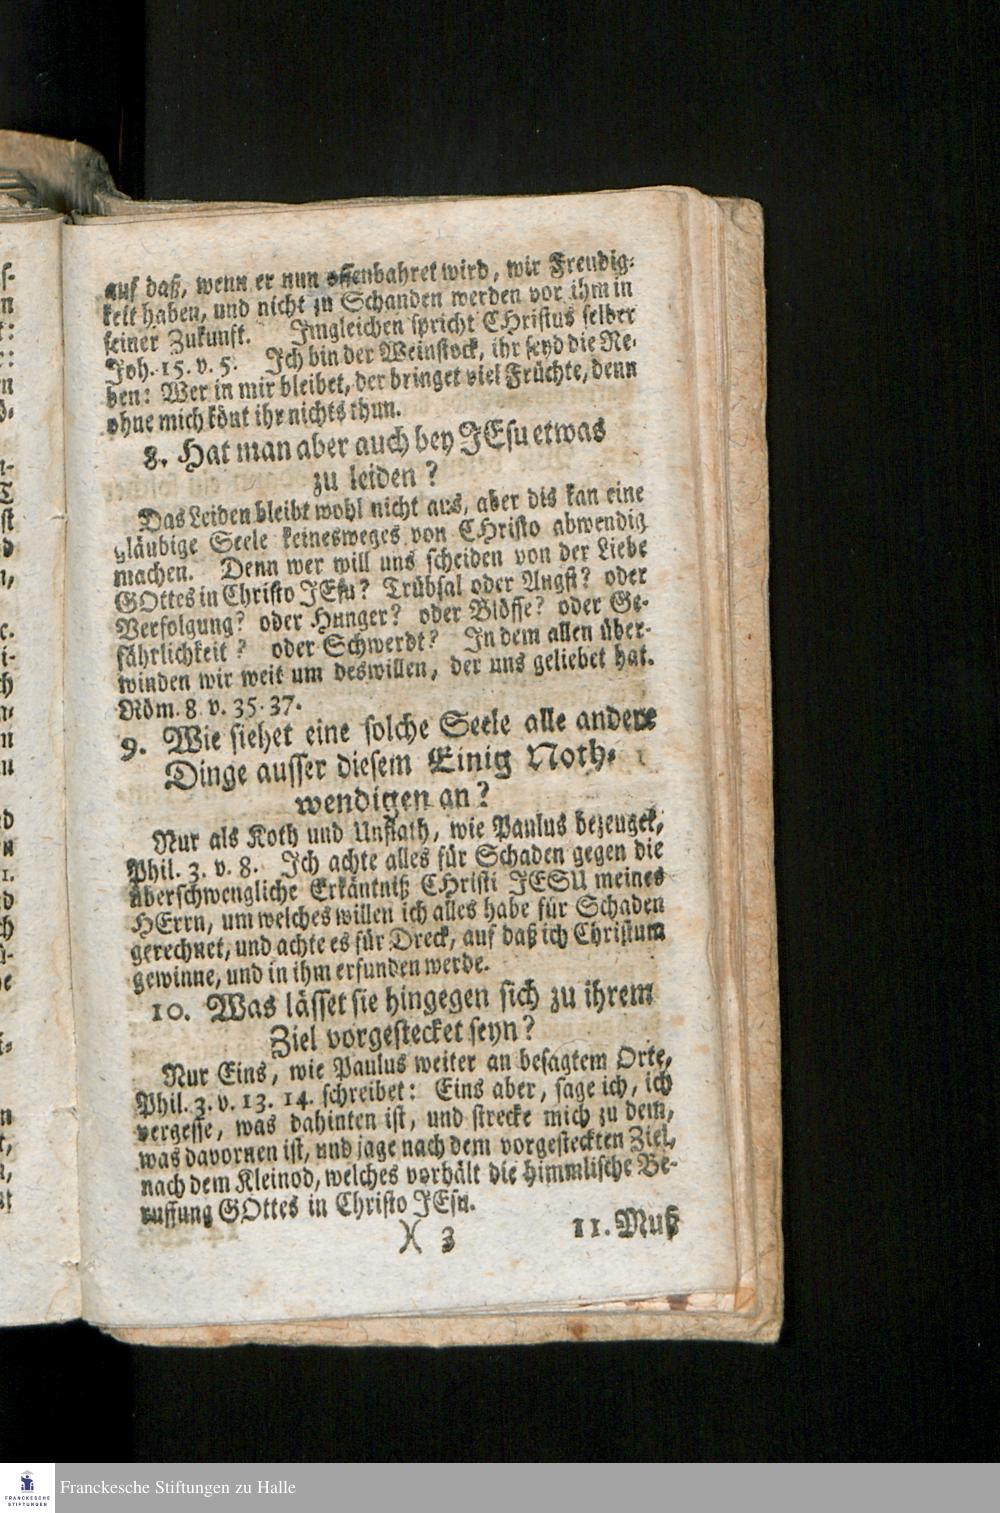 auf daß, wenn er nun offenbahret wird, wir Freudig-
keit haben, und nicht zu Schanden werden vor ihm in
seiner Zukunft. Imgleichen spricht CHristus selber
Joh. 15. v. 5. Ich bin der Weinstock, ihr seyd die Re-
ben: Wer in mir bleibet, der bringet viel Früchte, denn
ohne mich könt ihr nichts thun.
8. Hat man aber auch bey JEsu etwas
zu leiden?
Das Leiden bleibt wohl nicht aus, aber dis kan eine
gläubige Seele keinesweges von CHristo abwendig
machen. Denn wer will uns scheiden von der Liebe
GOttes in Christo JEsu? Trübsal oder Angst? oder
Verfolgung? oder Hunger? oder Blösse? oder Ge-
fährlichkeit? oder Schwerdt? In dem allen über-
winden wir weit um deswillen, der uns geliebet hat.
Röm. 8 v. 35. 37.
9. Wie siehet eine solche Seele alle andere
Dinge ausser diesem Einig Noth-
wendigen an?
Nur als Koth und Unflath, wie Paulus bezeuget,
Phil. 3. v. 8. Ich achte alles für Schaden gegen die
überschwengliche Erkäntniß CHristi JESU meines
HErrn, um welches willen ich alles habe für Schaden
gerechnet, und achte es für Dreck, auf daß ich Christum
gewinne, und in ihm erfunden werde.
10. Was lässet sie hingegen sich zu ihrem
Ziel vorgestecket seyn?
Nur Eins, wie Paulus weiter an besagtem Orte,
Phil. 3. v. 13. 14. schreibet: Eins aber, sage ich, ich
vergesse, was dahinten ist, und strecke mich zu dem,
was davornen ist, und jage nach dem vorgesteckten Ziel,
nach dem Kleinod, welches vorhält die himmlische Be-
ruffung GOttes in Christo JEsu.
)( 3 11. Muß
Franckesche Stiftungen zu Halle
FRANCKESCHE
STIFTUNGEN